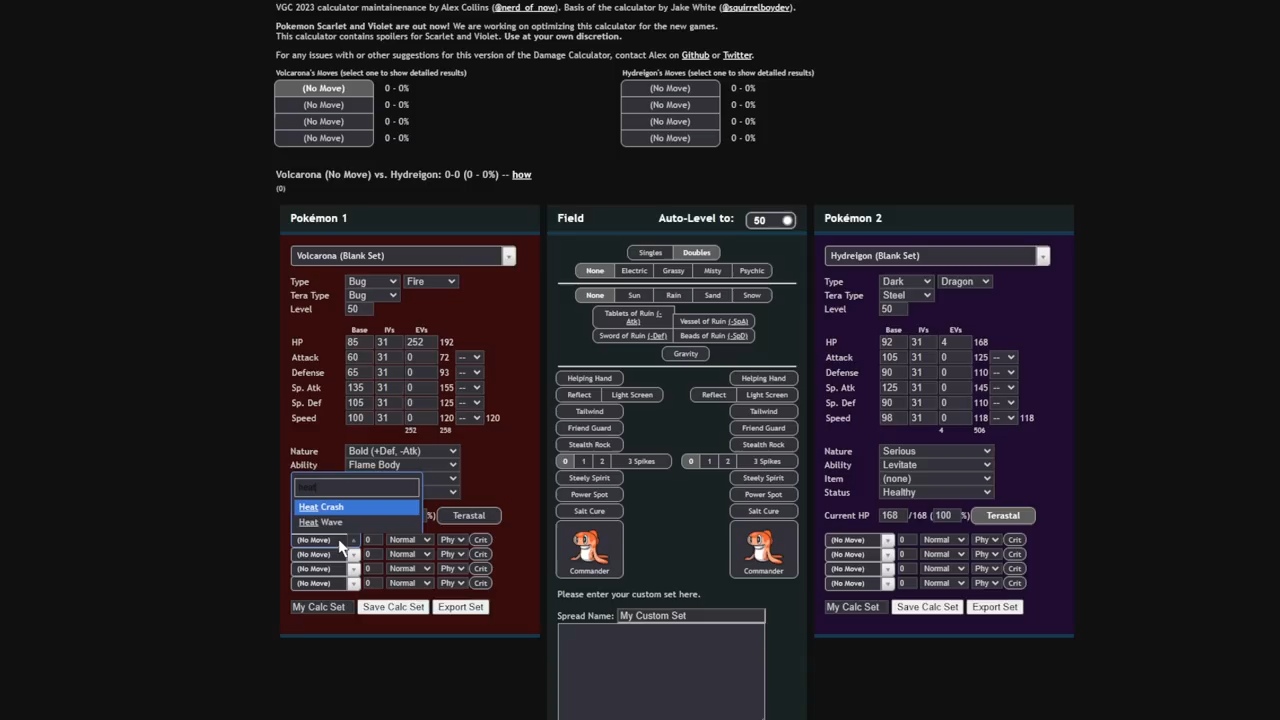 VGC 2023 calculator maintainenance by Alex Collins (@nerd_of_now). Basis of the calculator by Jake White (@squirrelboydev).
Pokemon Scarlet and Violet are out now! We are working on optimizing this calculator for the new games.
This calculator contains spoilers for Scarlet and Violet. Use at your own discretion.
For any issues with or other suggestions for this version of the Damage Calculator, contact Alex on Github or Twitter.
Volcarona's Moves (select one to show detailed results) Hydreigon's Moves (select one to show detailed results)
(No Move) 0 - 0% (No Move) 0 - 0%
(No Move) 0 - 0% (No Move) 0 - 0%
(No Move) 0 - 0% (No Move) 0 - 0%
(No Move) 0 - 0% (No Move) 0 - 0%
Volcarona (No Move) vs. Hydreigon: 0-0 (0 - 0%) -- how
(0)
Pokémon 1
Volcarona (Blank Set)
Type Bug Fire
Tera Type Bug
Level 50
Base IVs EVs
HP 85 31 252 192
Attack 60 31 0 72 --
Defense 65 31 0 93 --
Sp. Atk 135 31 0 155 --
Sp. Def 105 31 0 125 --
Speed 100 31 0 120 -- 120
252 258
Nature Bold (+Def, -Atk)
Ability Flame Body
heat
Heat Crash
Heat Wave
%) Terastal
(No Move) 0 Normal Phy Crit
(No Move) 0 Normal Phy Crit
(No Move) 0 Normal Phy Crit
(No Move) 0 Normal Phy Crit
My Calc Set Save Calc Set Export Set
Field Auto-Level to: 50
Singles Doubles
None Electric Grassy Misty Psychic
None Sun Rain Sand Snow
Tablets of Ruin (-
Atk) Vessel of Ruin (-SpA)
Sword of Ruin (-Def) Beads of Ruin (-SpD)
Gravity
Helping Hand Helping Hand
Reflect Light Screen Reflect Light Screen
Tailwind Tailwind
Friend Guard Friend Guard
Stealth Rock Stealth Rock
0 1 2 3 Spikes 0 1 2 3 Spikes
Steely Spirit Steely Spirit
Power Spot Power Spot
Salt Cure Salt Cure
Commander Commander
Please enter your custom set here.
Spread Name: My Custom Set
Pokémon 2
Hydreigon (Blank Set)
Type Dark Dragon
Tera Type Steel
Level 50
Base IVs EVs
HP 92 31 4 168
Attack 105 31 0 125 --
Defense 90 31 0 110 --
Sp. Atk 125 31 0 145 --
Sp. Def 90 31 0 110 --
Speed 98 31 0 118 -- 118
4 506
Nature Serious
Ability Levitate
Item (none)
Status Healthy
Current HP 168 /168 (100 %) Terastal
(No Move) 0 Normal Phy Crit
(No Move) 0 Normal Phy Crit
(No Move) 0 Normal Phy Crit
(No Move) 0 Normal Phy Crit
My Calc Set Save Calc Set Export Set